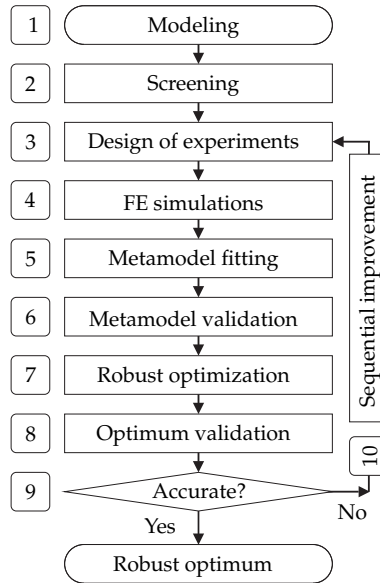 1 Modeling
2 Screening
3 Design of experiments
4 FE simulations
5 Metamodel fitting
6 Metamodel validation
7 Robust optimization
8 Optimum validation
9 Accurate?
Yes
No
10
Sequential improvement
Robust optimum